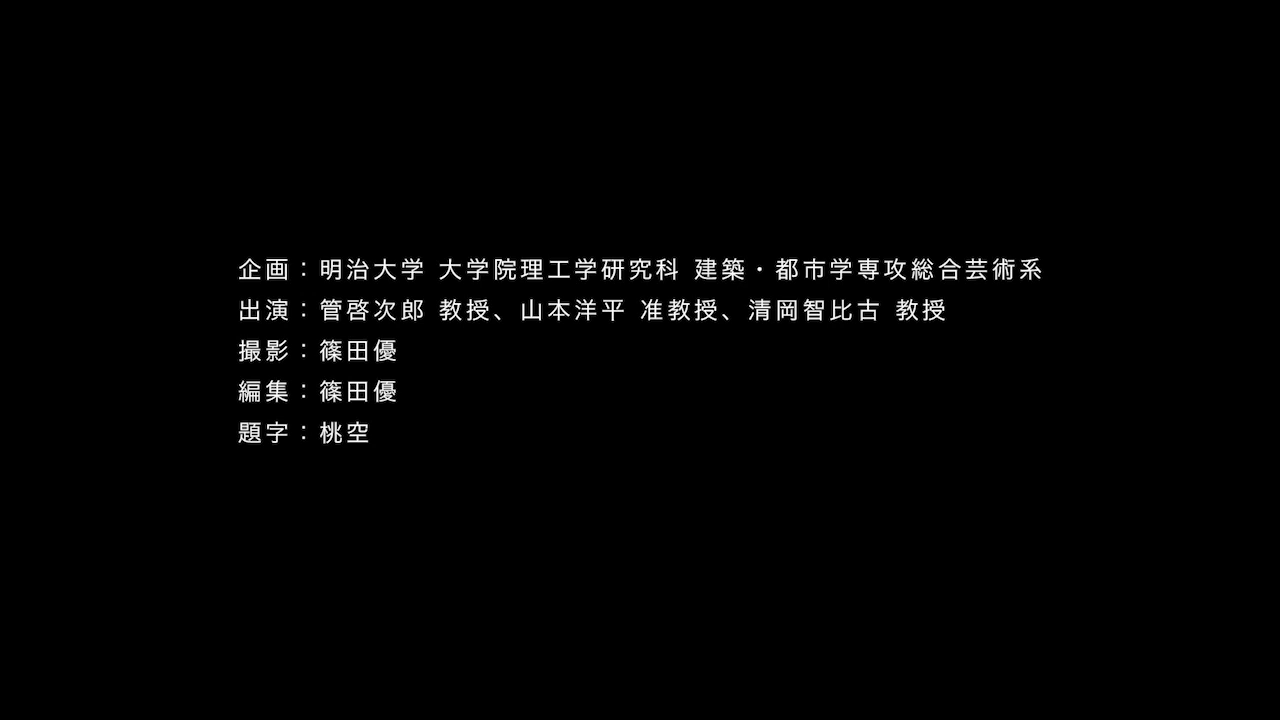 企画：明治大学 大学院理工学研究科 建築・都市学専攻総合芸術系
出演：管啓次郎 教授、山本洋平 准教授、清岡智比古 教授
撮影：篠田優
編集：篠田優
題字：桃空